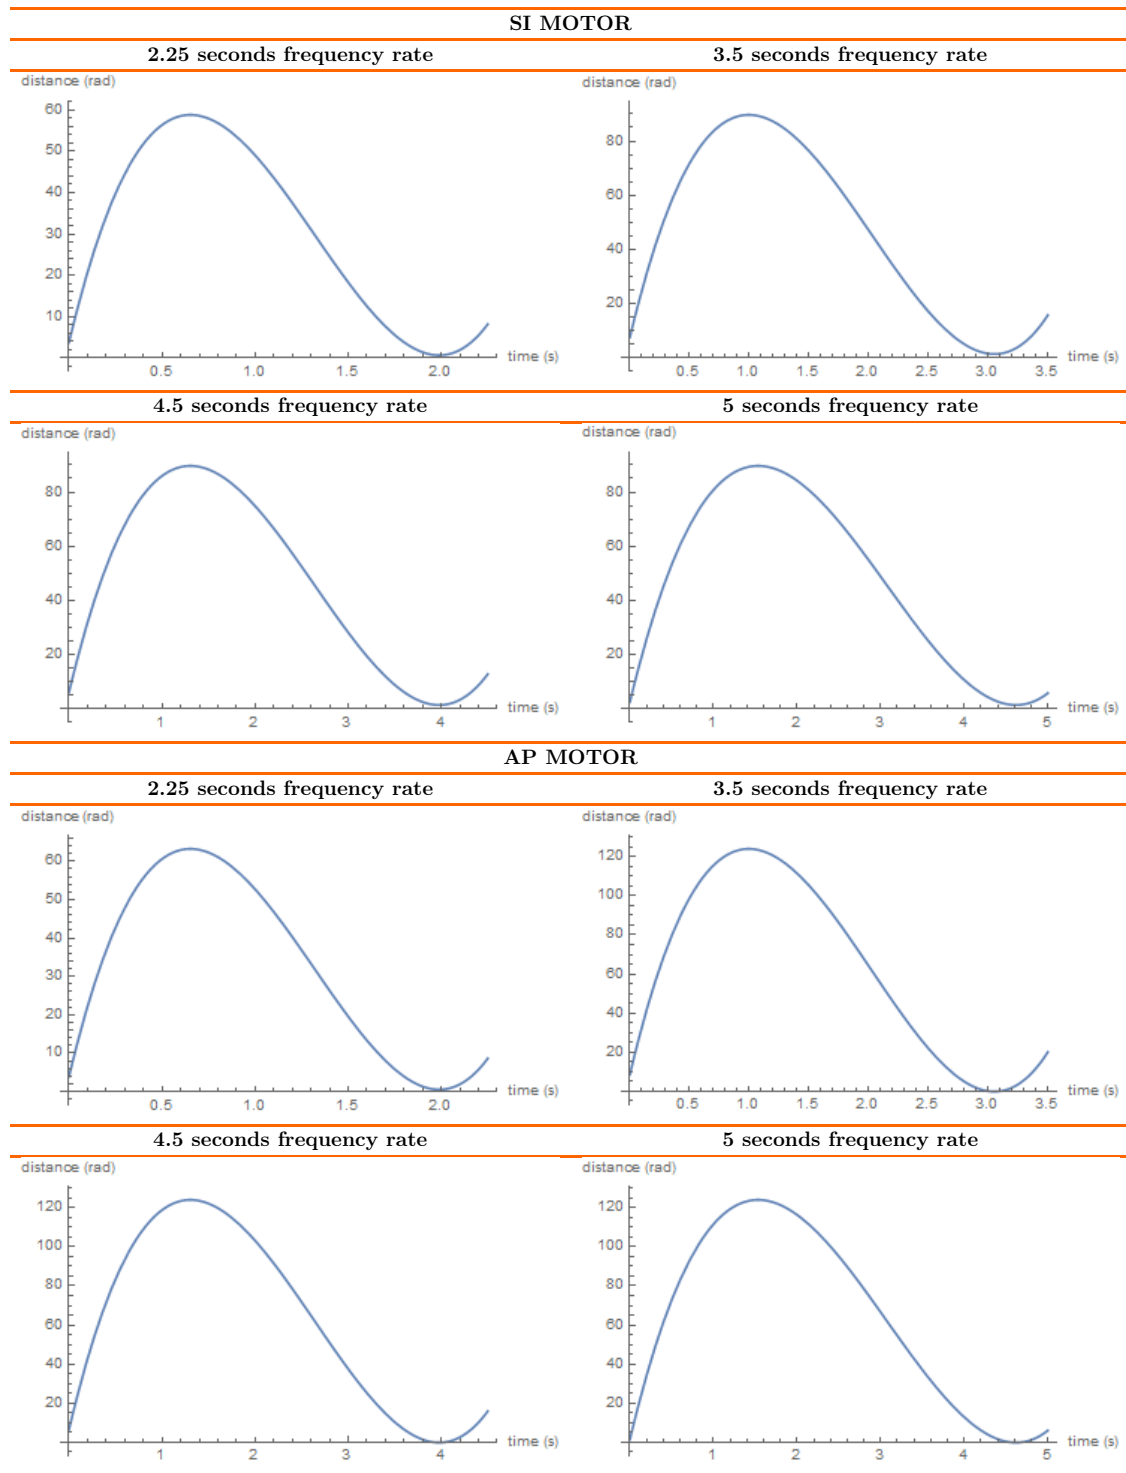 SI MOTOR
2.25 seconds frequency rate 3.5 seconds frequency rate
distance (rad) distance (rad)
60
50
40
30
20
10
0.5 1.0 1.5 2.0 time (s)
80
60
40
20
0.5 1.0 1.5 2.0 2.5 3.0 3.5 time (s)
4.5 seconds frequency rate 5 seconds frequency rate
distance (rad) distance (rad)
80
60
40
20
1 2 3 4 time (s)
80
60
40
20
1 2 3 4 5 time (s)
AP MOTOR
2.25 seconds frequency rate 3.5 seconds frequency rate
distance (rad) distance (rad)
60
50
40
30
20
10
0.5 1.0 1.5 2.0 time (s)
120
100
80
60
40
20
0.5 1.0 1.5 2.0 2.5 3.0 3.5 time (s)
4.5 seconds frequency rate 5 seconds frequency rate
distance (rad) distance (rad)
120
100
80
60
40
20
1 2 3 4 time (s)
120
100
80
60
40
20
1 2 3 4 5 time (s)